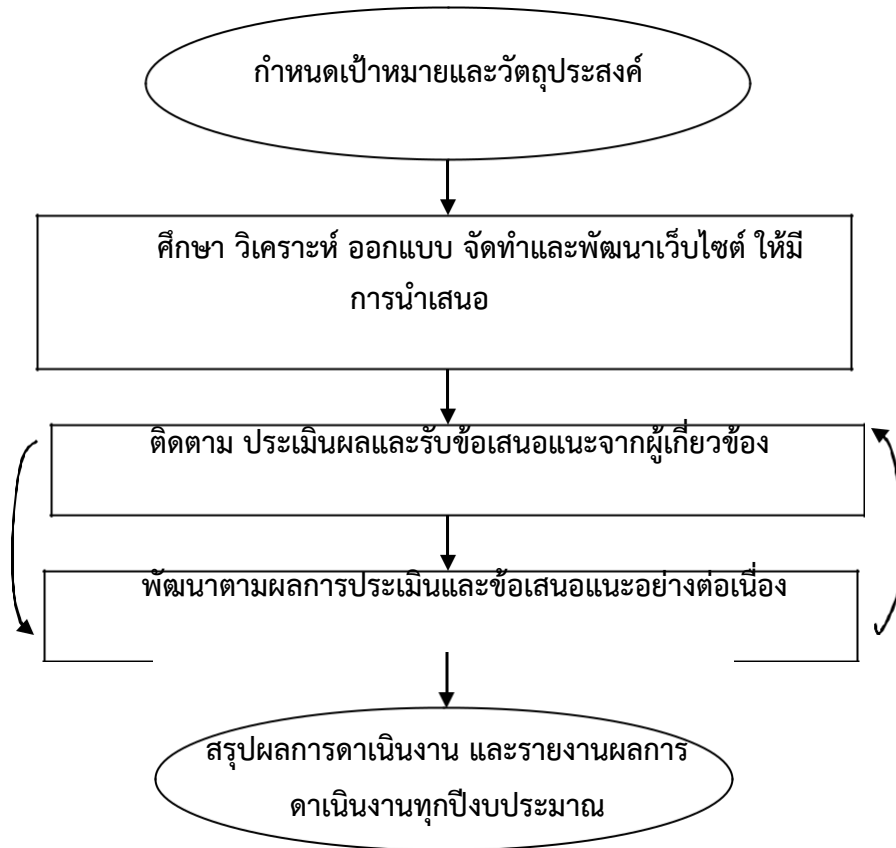 กำหนดเป้าหมายและวัตถุประสงค์
ศึกษา วิเคราะห์ ออกแบบ จัดทำและพัฒนาเว็บไซต์ ให้มี
การนำเสนอ
ติดตาม ประเมินผลและรับข้อเสนอแนะจากผู้เกี่ยวข้อง
พัฒนาตามผลการประเมินและข้อเสนอแนะอย่างต่อเนื่อง
สรุปผลการดาเนินงาน และรายงานผลการ
ดาเนินงานทุกปีงบประมาณ